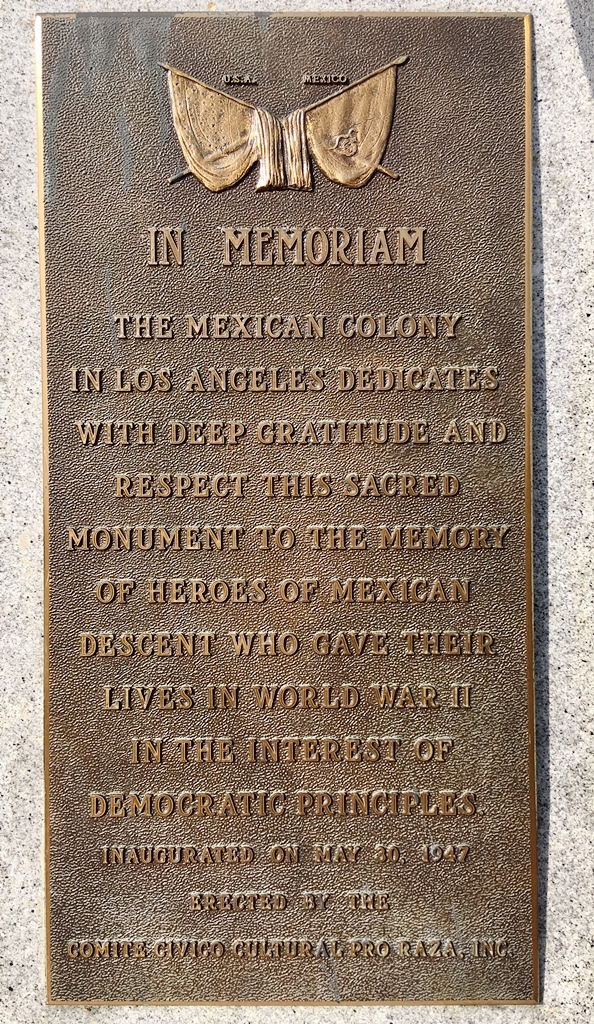 U.S.A. MEXICO
IN MEMORIAM
THE MEXICAN COLONY
IN LOS ANGELES DEDICATES
WITH DEEP GRATITUDE AND
RESPECT THIS SACRED
MONUMENT TO THE MEMORY
OF HEROES OF MEXICAN
DESCENT WHO GAVE THEIR
LIVES IN WORLD WAR II
IN THE INTEREST OF
DEMOCRATIC PRINCIPLES.
INAUGURATED ON MAY 30, 1947
ERECTED BY THE
COMITE CIVICO CULTURAL PRO RAZA, INC.